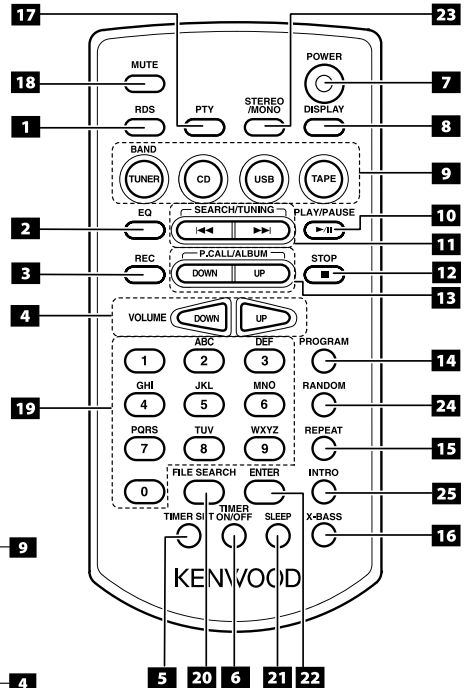 17 23
MUTE POWER
18 7
RDS PTY STEREO /MONO DISPLAY
1 8
BAND
TUNER CD USB TAPE 9
EQ SEARCH/TUNING PLAY/PAUSE 10
2 11
REC P.CALL/ALBUM STOP
3 DOWN UP 12
13
4 VOLUME DOWN UP
ABC DEF PROGRAM
1 2 3 14
GHI JKL MNO RANDOM
19 4 5 6 24
PQRS TUV WXYZ REPEAT
7 8 9 15
FILE SEARCH ENTER INTRO
0 25
TIMER SET TIMER ON/OFF SLEEP X-BASS
9 16
KENWOOD
4 5 20 6 21 22